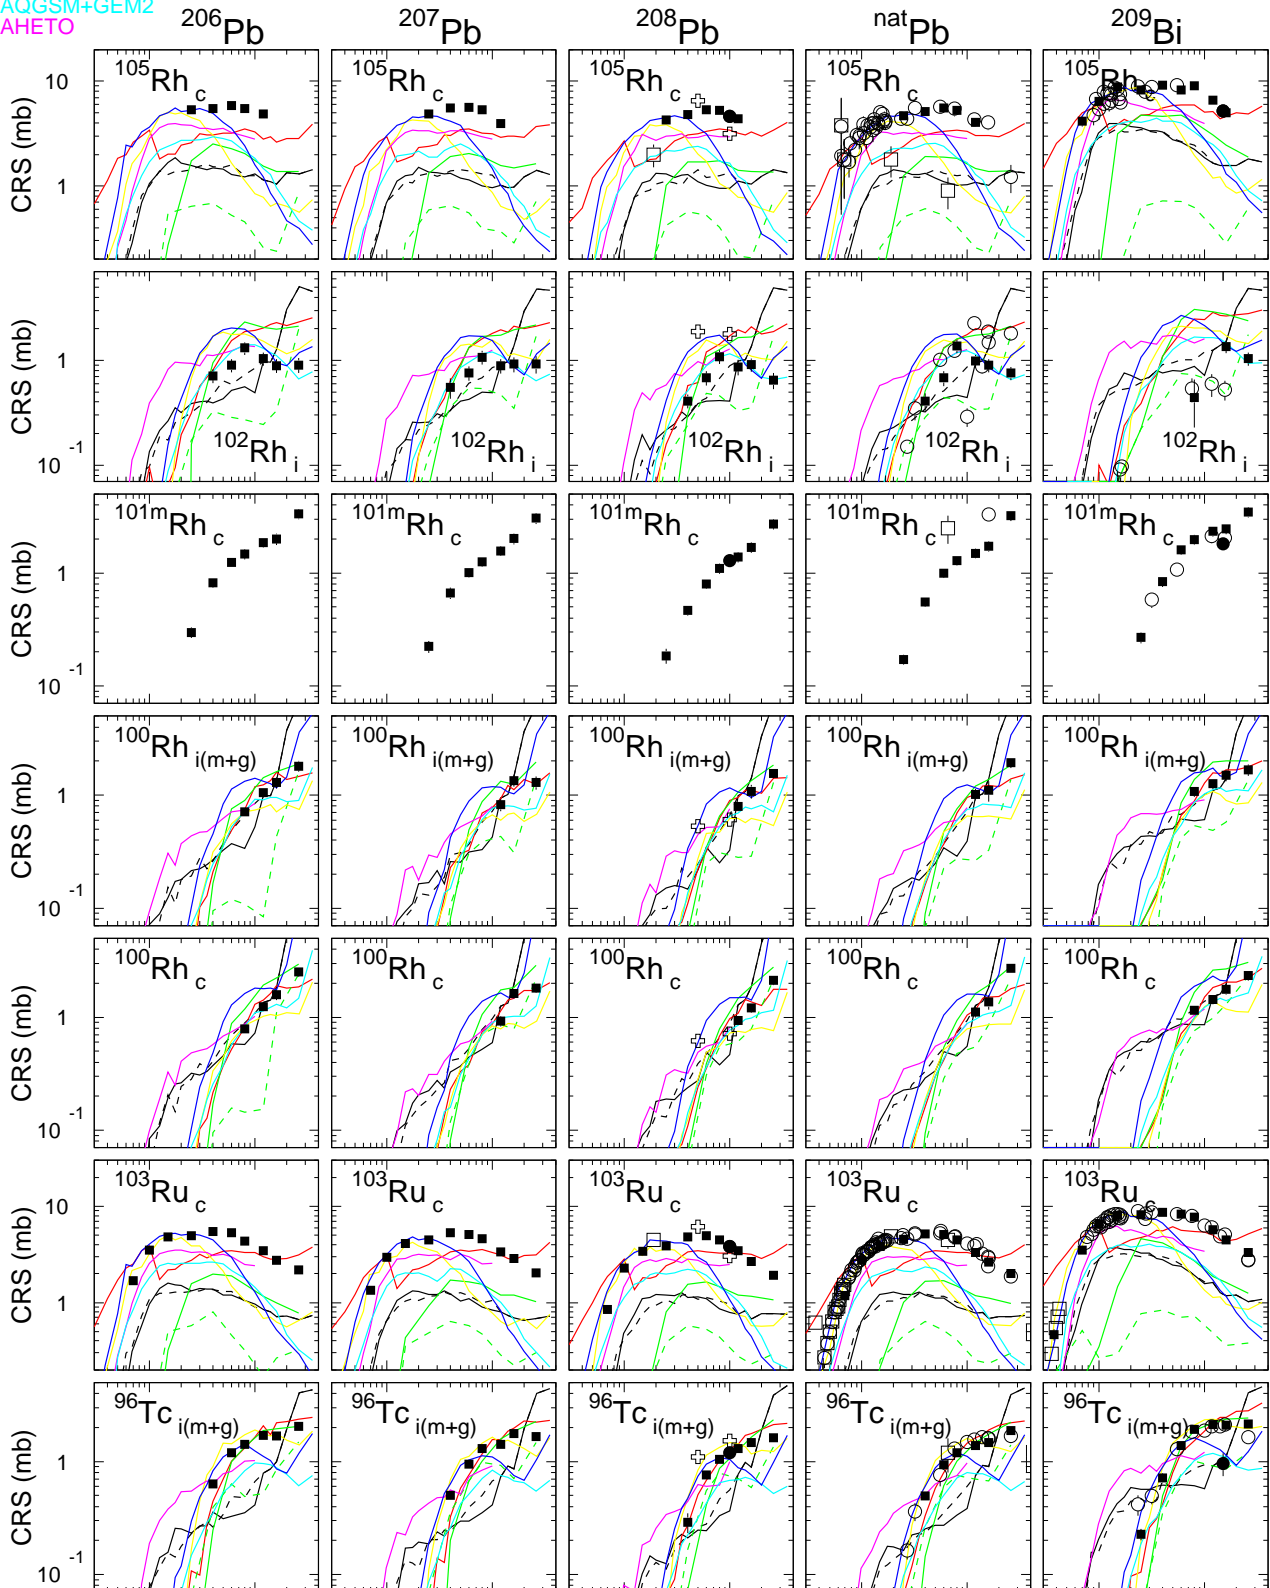 AQGSM+GEM2
AHETO
206Pb 207Pb 208Pb natPb 209Bi
CRS (mb) 10 1 105Rh c 105Rh c 105Rh c 105Rh c 105Rh c
CRS (mb) 1 10 -1 102Rh i 102Rh i 102Rh i 102Rh i 102Rh i
CRS (mb) 1 10 -1 101mRh c 101mRh c 101mRh c 101mRh c 101mRh c
CRS (mb) 1 10 -1 100Rh i(m+g) 100Rh i(m+g) 100Rh i(m+g) 100Rh i(m+g) 100Rh i(m+g)
CRS (mb) 1 10 -1 100Rh c 100Rh c 100Rh c 100Rh c 100Rh c
CRS (mb) 10 1 103Ru c 103Ru c 103Ru c 103Ru c 103Ru c
CRS (mb) 1 10 -1 96Tc i(m+g) 96Tc i(m+g) 96Tc i(m+g) 96Tc i(m+g) 96Tc i(m+g)